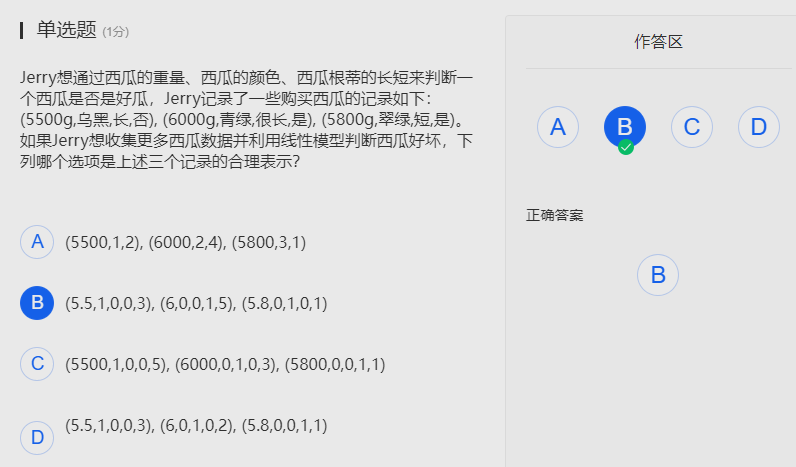 单选题 (1分)
Jerry想通过西瓜的重量、西瓜的颜色、西瓜根蒂的长短来判断一
个西瓜是否是好瓜，Jerry记录了一些购买西瓜的记录如下：
(5500g,乌黑,长,否), (6000g,青绿,很长,是), (5800g,翠绿,短,是)。
如果Jerry想收集更多西瓜数据并利用线性模型判断西瓜好坏，下
列哪个选项是上述三个记录的合理表示？
A (5500,1,2), (6000,2,4), (5800,3,1)
B (5.5,1,0,0,3), (6,0,0,1,5), (5.8,0,1,0,1)
C (5500,1,0,0,5), (6000,0,1,0,3), (5800,0,0,1,1)
D (5.5,1,0,0,3), (6,0,1,0,2), (5.8,0,0,1,1)
作答区
A B C D
正确答案
B